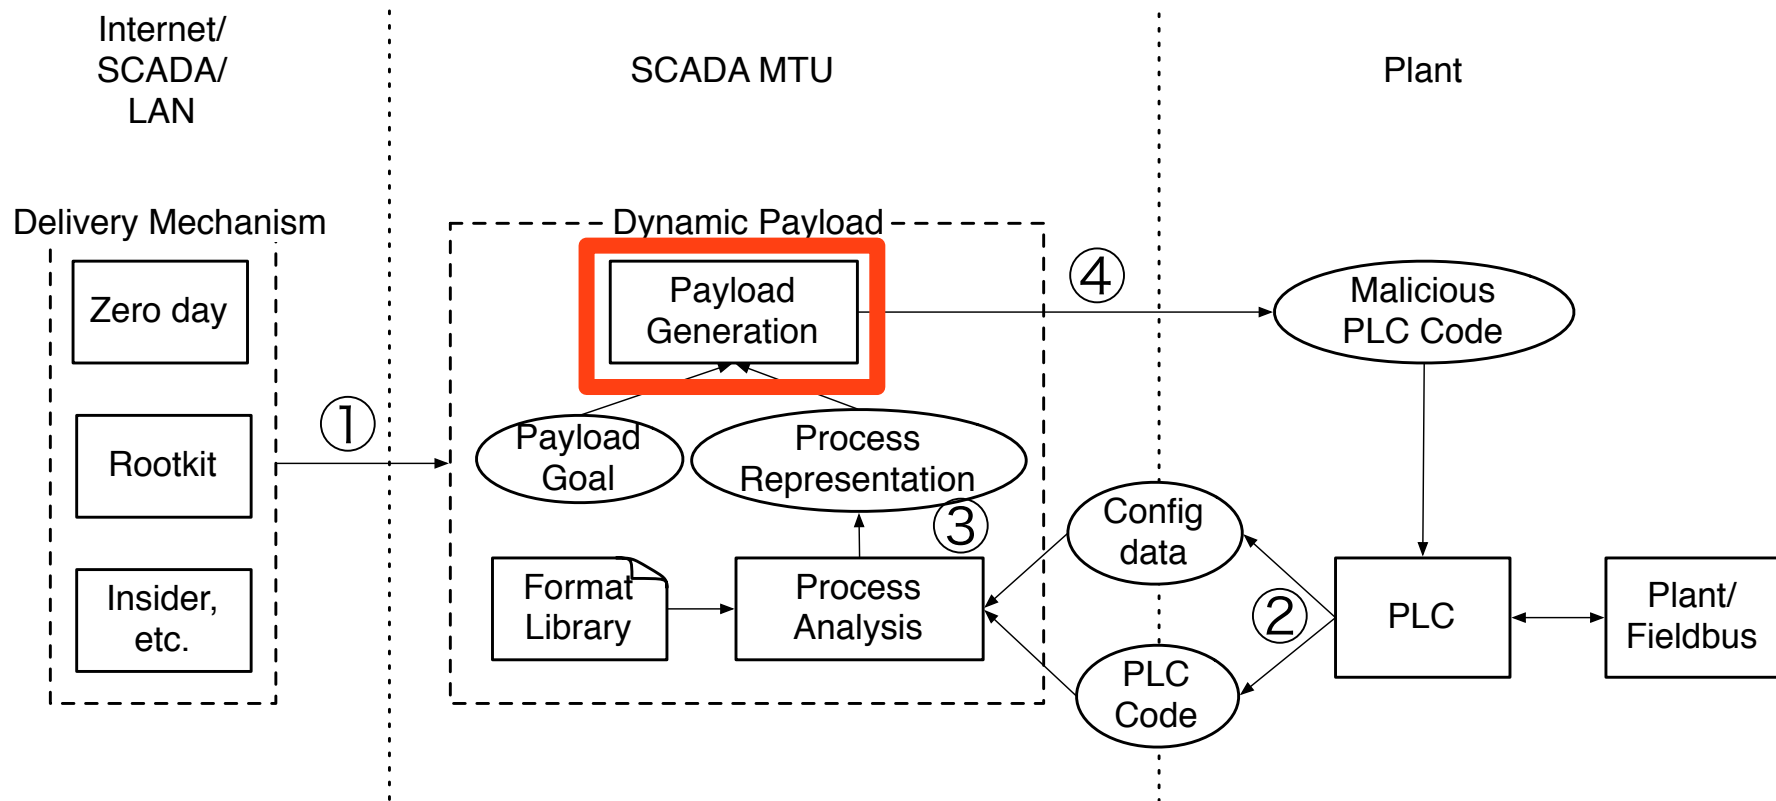 Internet/
SCADA/
LAN
SCADA MTU
Plant
Delivery Mechanism
Zero day
Rootkit
Insider,
etc.
①
Dynamic Payload
Payload
Generation
Payload
Goal
Process
Representation
③
Format
Library
Process
Analysis
④
Malicious
PLC Code
Config
data
②
PLC
Code
PLC
Plant/
Fieldbus